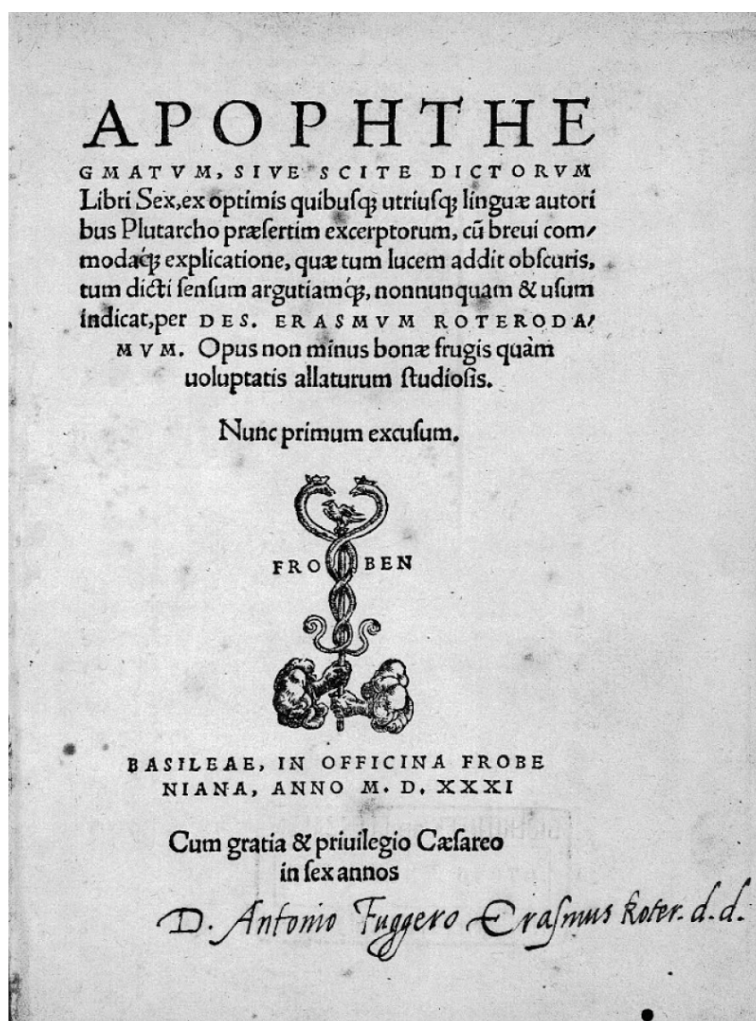 APOPHTHE
GMATVM, SIVE SCITE DICTORVM
Libri Sex, ex optimis quibusq́; utriusq́; linguæ autori
bus Plutarcho præsertim excerptorum, cũ breui com/
modaq́; explicatione, quæ tum lucem addit obscuris,
tum dicti sensum argutiamq́;, nonnunquam & usum
indicat, per DES. ERASMVM ROTERODA/
MVM. Opus non minus bonæ frugis quàm
uoluptatis allaturum studiosis.
Nunc primum excusum.
FRO BEN
BASILEAE, IN OFFICINA FROBE
NIANA, ANNO M. D. XXXI
Cum gratia & priuilegio Cæsareo
in sex annos
D. Antonio Fuggero Erasmus Roter. d.d.